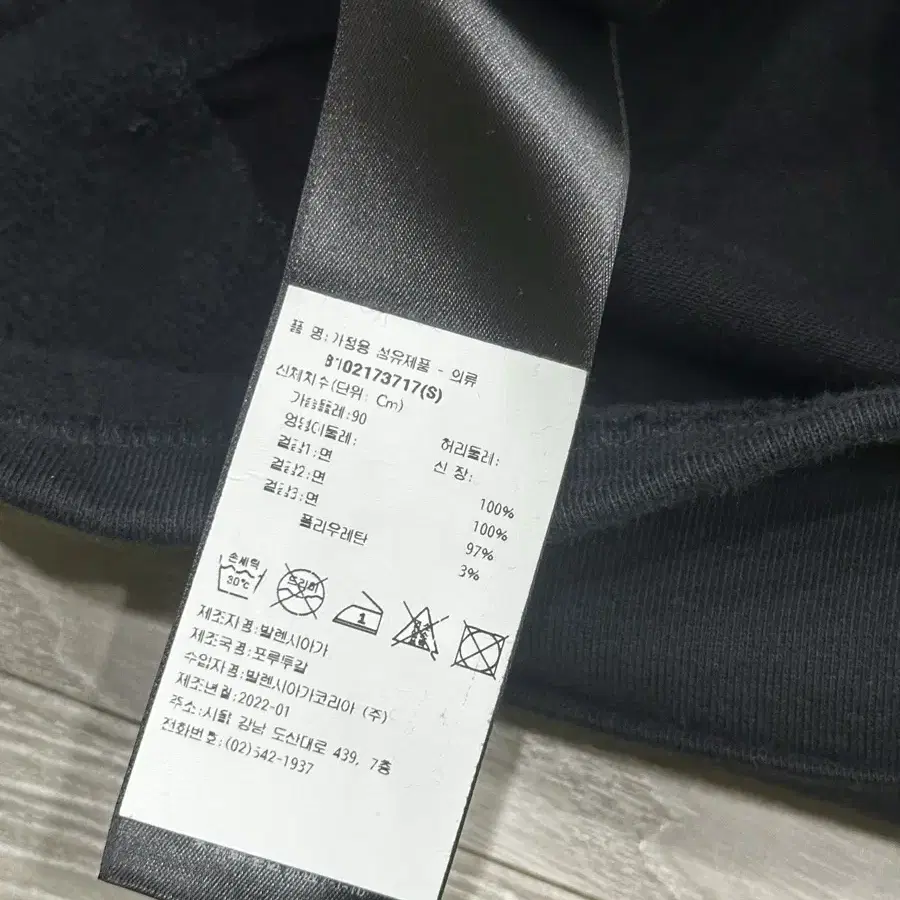 품 명:가정용 섬유제품 - 의류
B102173717(S)
신체치수(단위: Cm)
가슴둘레:90
엉덩이둘레: 허리둘레:
신 장:
겉감1:면 100%
겉감2:면 100%
겉감3:면 97%
폴리우레탄 3%
손세탁
30℃
드라이
1
제조자명:발렌시아가
제조국명:포루투갈
수입자명:발렌시아가코리아 (주)
제조년월:2022-01
주소:서울 강남 도산대로 439, 7층
전화번호:(02)542-1937